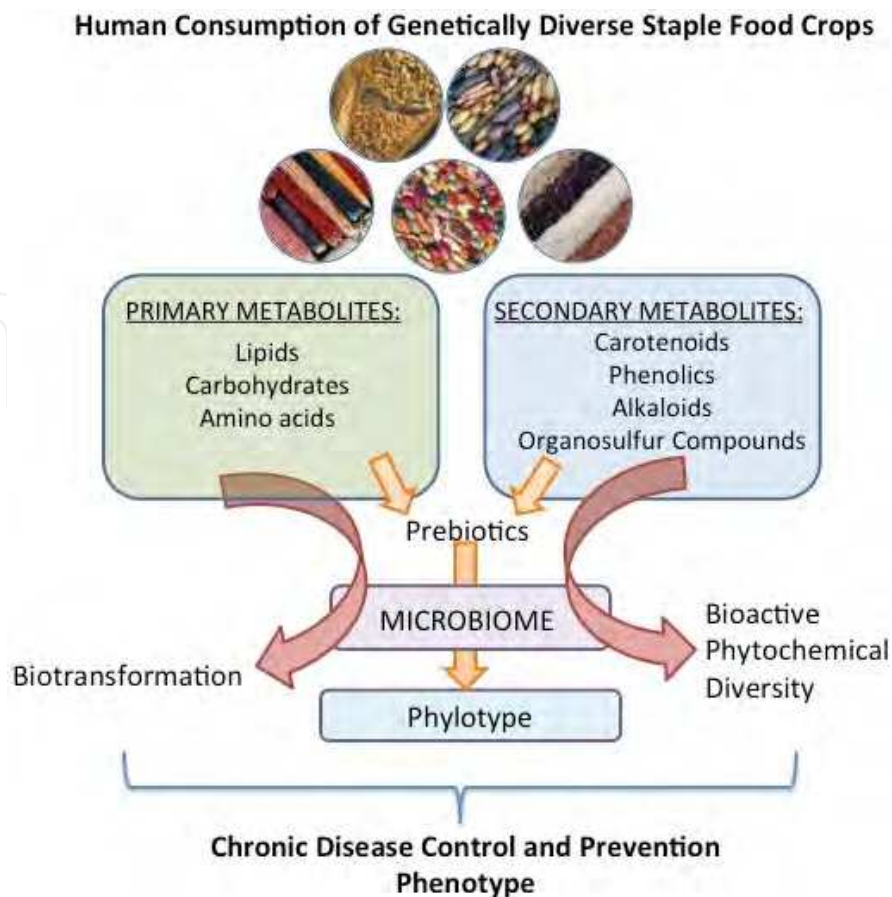 Human Consumption of Genetically Diverse Staple Food Crops
PRIMARY METABOLITES:
Lipids
Carbohydrates
Amino acids
SECONDARY METABOLITES:
Carotenoids
Phenolics
Alkaloids
Organosulfur Compounds
Prebiotics
MICROBIOME
Biotransformation
Bioactive
Phytochemical
Diversity
Phylotype
Chronic Disease Control and Prevention
Phenotype